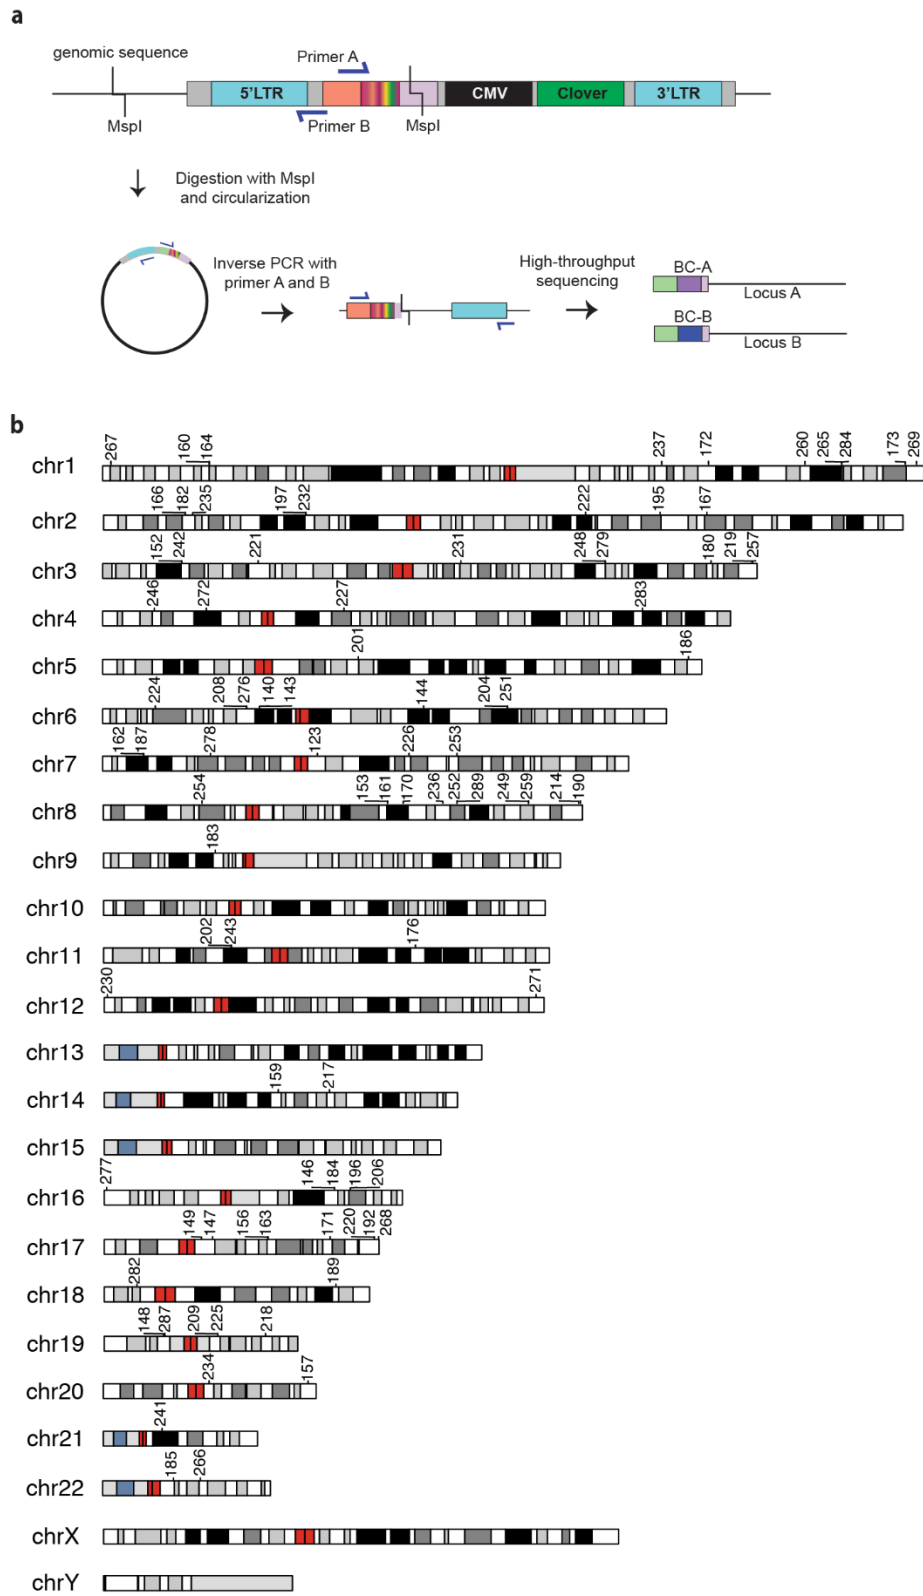 a
genomic sequence
Primer A
5'LTR
CMV
Clover
3'LTR
MspI
Primer B
MspI
Digestion with MspI
and circularization
Inverse PCR with
primer A and B
High-throughput
sequencing
BC-A
Locus A
BC-B
Locus B
b
267 160 164 237 172 260 265 284 173 269
chr1
166 182 235 197 232 222 195 167
chr2
152 242 221 231 248 279 180 219 257
chr3
246 272 227 283
chr4
201 186
chr5
224 208 276 140 143 144 204 251
chr6
162 187 278 123 226 253
chr7
254 153 161 170 236 252 289 249 259 214 190
chr8
183
chr9
chr10
202 243 176
chr11
230 271
chr12
chr13
159 217
chr14
chr15
277 146 184 196 206
chr16
149 147 156 163 171 220 192 268
chr17
282 189
chr18
148 287 209 225 218
chr19
234 157
chr20
241
chr21
185 266
chr22
chrX
chrY